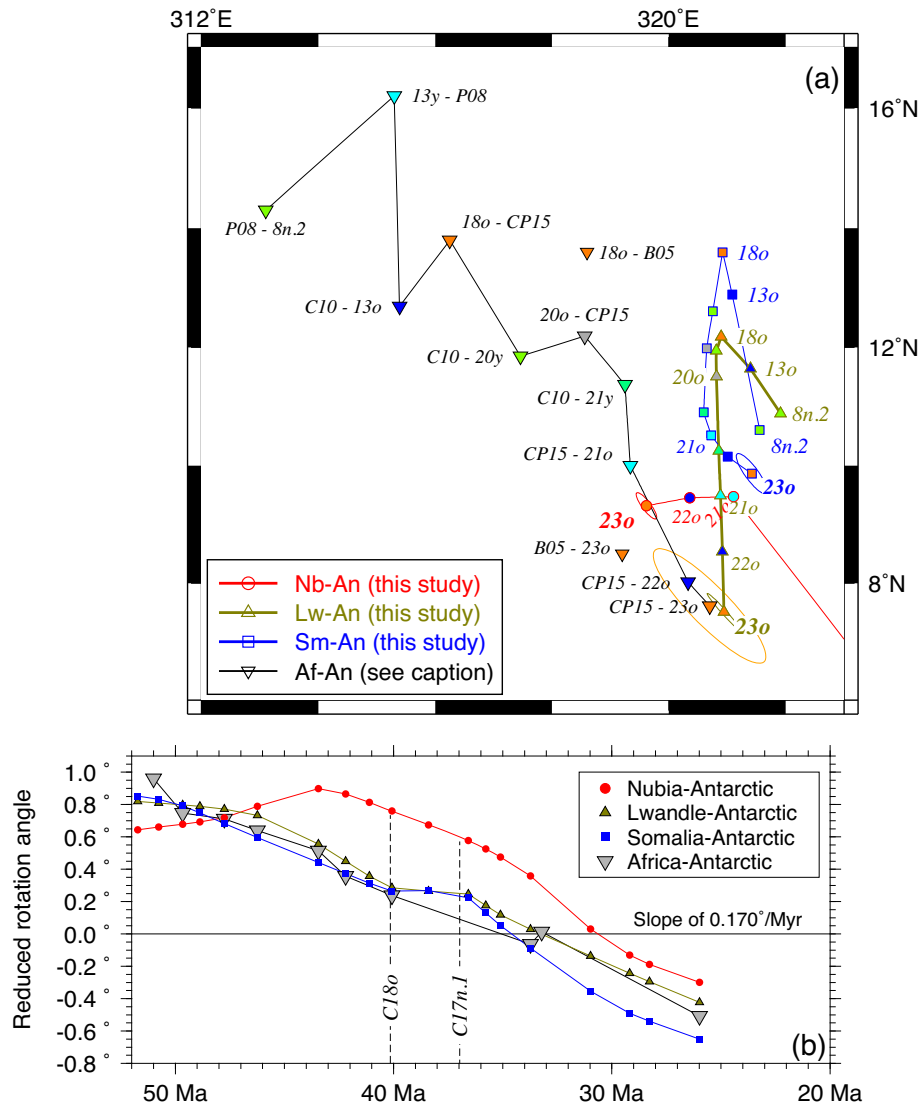 312˚E
320˚E
(a)
16˚N
13y - P08
P08 - 8n.2
18o - CP15
18o - B05
18o
C10 - 13o
13o
20o - CP15
18o
C10 - 20y
20o
13o
C10 - 21y
8n.2
12˚N
CP15 - 21o
21o
8n.2
23o
23o
22o
21o
21o
B05 - 23o
22o
CP15 - 22o
CP15 - 23o
23o
8˚N
Nb-An (this study)
Lw-An (this study)
Sm-An (this study)
Af-An (see caption)
Reduced rotation angle
1.0 ˚
0.8 ˚
0.6 ˚
0.4 ˚
0.2 ˚
0.0 ˚
-0.2 ˚
-0.4 ˚
-0.6 ˚
-0.8 ˚
Nubia-Antarctic
Lwandle-Antarctic
Somalia-Antarctic
Africa-Antarctic
Slope of 0.170˚/Myr
C18o
C17n.1
(b)
50 Ma
40 Ma
30 Ma
20 Ma